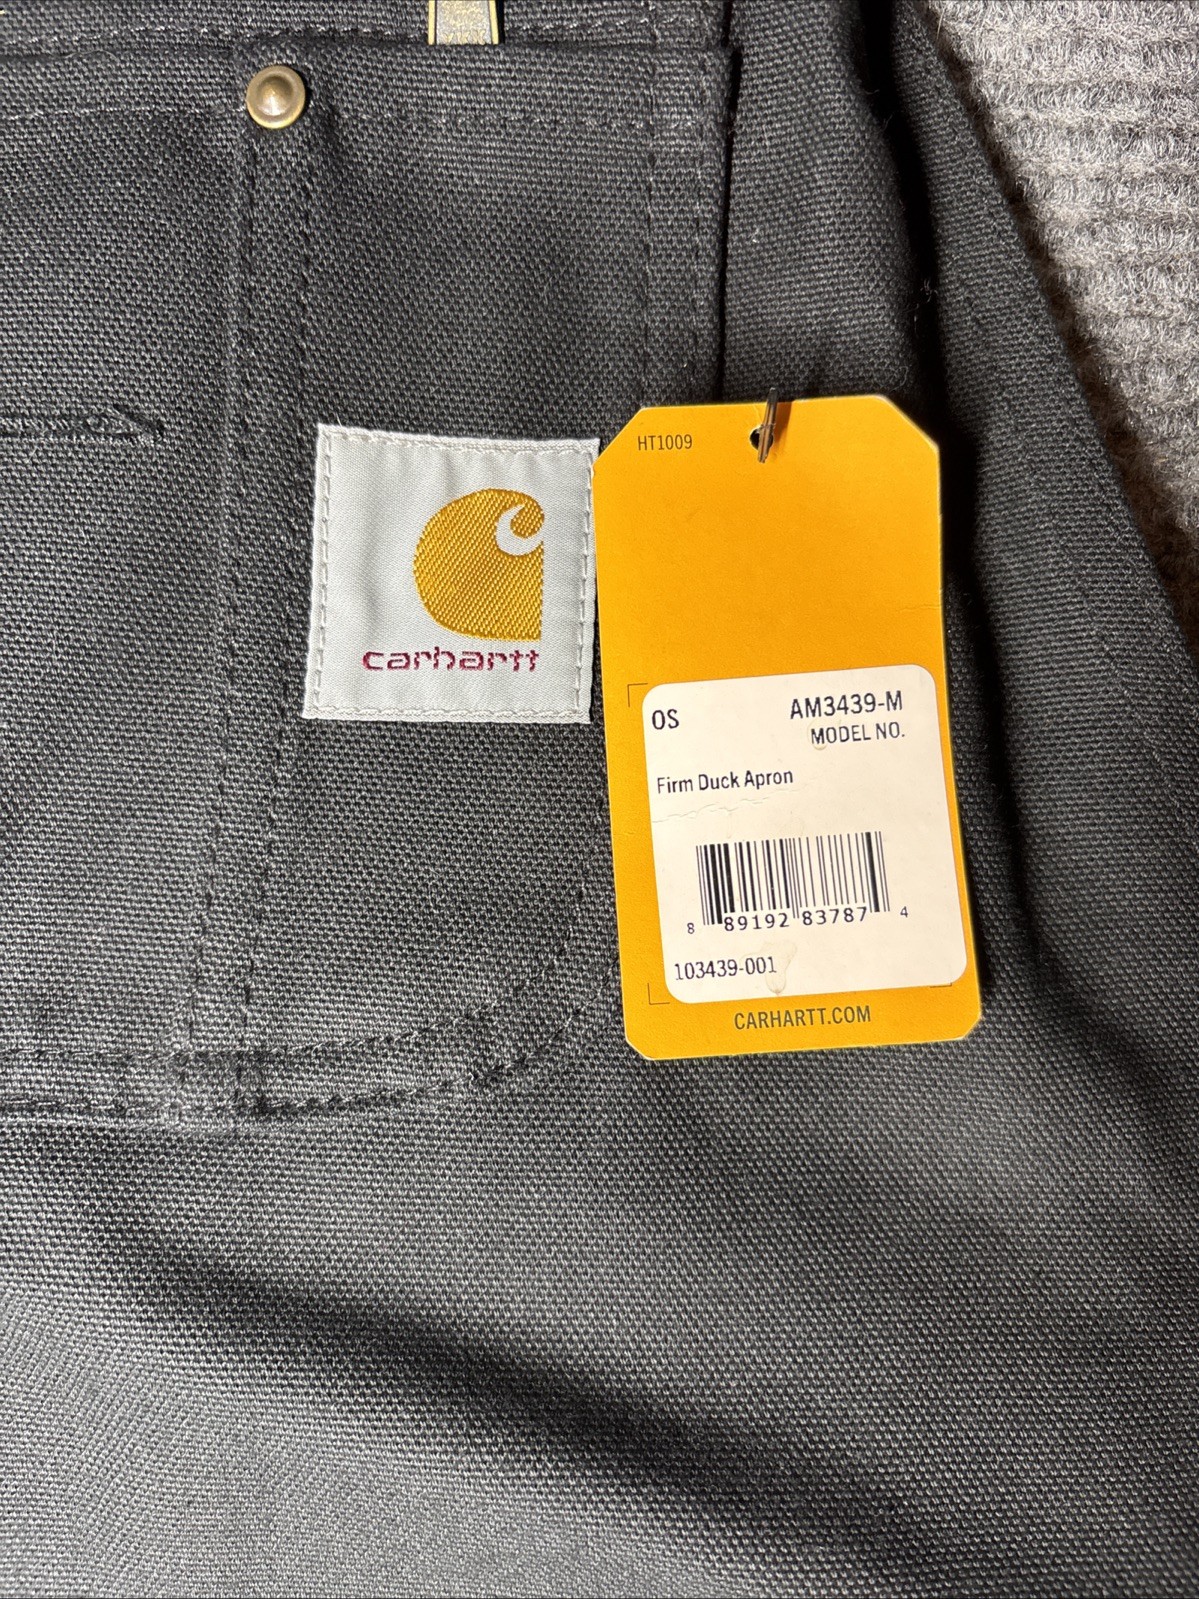 HT1009
carhartt
OS AM3439-M
MODEL NO.
Firm Duck Apron
8 89192 83787 4
103439-001
CARHARTT.COM